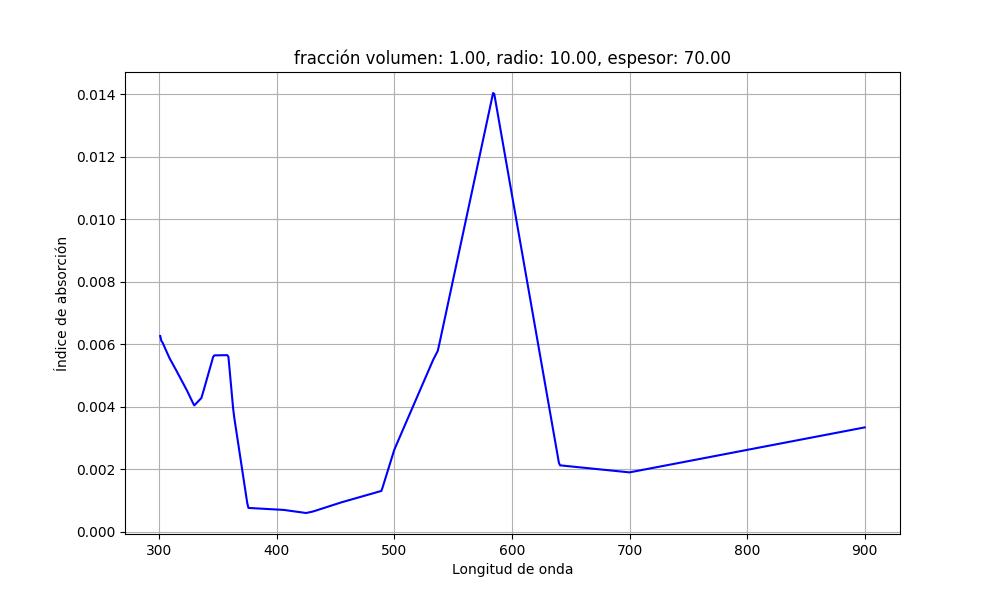 fracción volumen: 1.00, radio: 10.00, espesor: 70.00
Índice de absorción
0.014
0.012
0.010
0.008
0.006
0.004
0.002
0.000
300 400 500 600 700 800 900
Longitud de onda